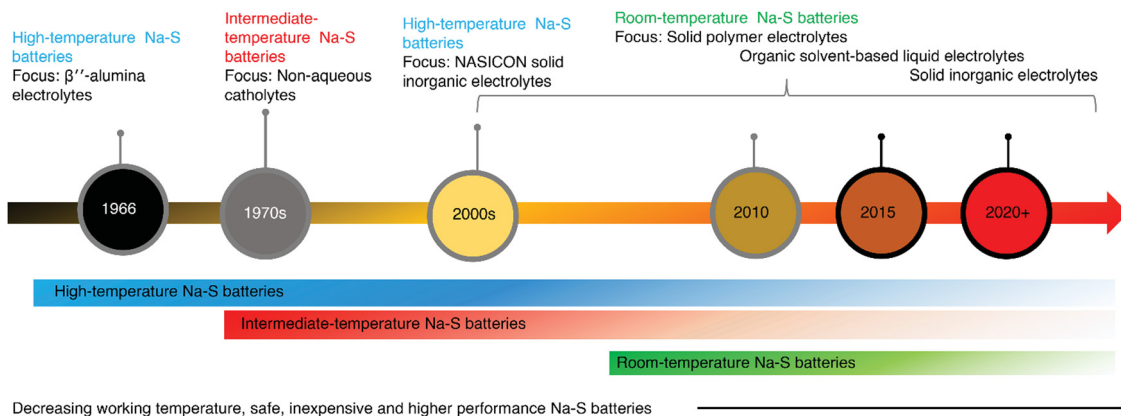 High-temperature Na-S
batteries
Focus: β′′-alumina
electrolytes
Intermediate-
temperature Na-S
batteries
Focus: Non-aqueous
catholytes
High-temperature Na-S
batteries
Focus: NASICON solid
inorganic electrolytes
Room-temperature Na-S batteries
Focus: Solid polymer electrolytes
Organic solvent-based liquid electrolytes
Solid inorganic electrolytes
1966
1970s
2000s
2010
2015
2020+
High-temperature Na-S batteries
Intermediate-temperature Na-S batteries
Room-temperature Na-S batteries
Decreasing working temperature, safe, inexpensive and higher performance Na-S batteries